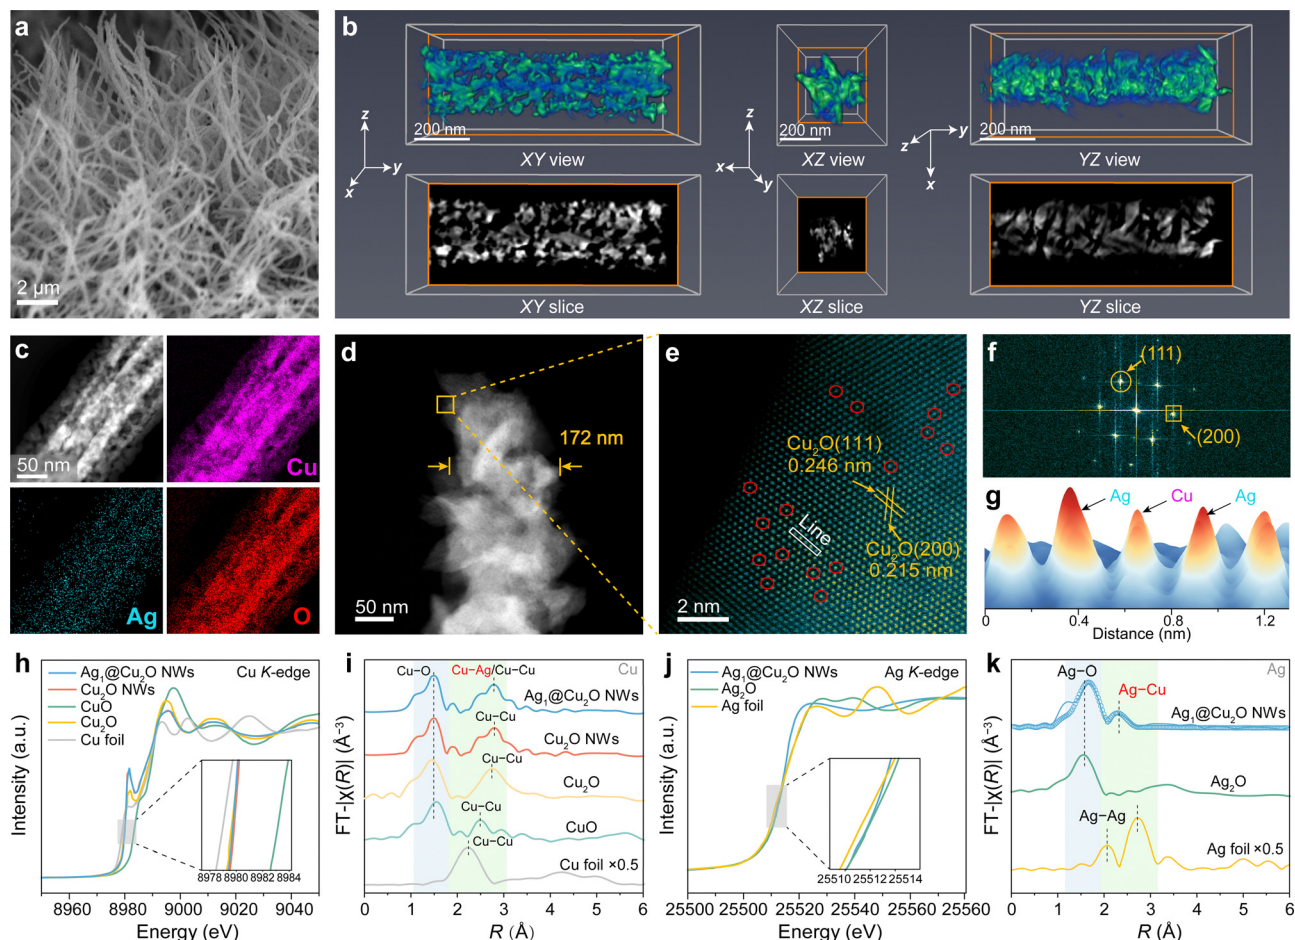 a
2 μm
b
200 nm
XY view
200 nm
XZ view
200 nm
YZ view
z
y
x
z
x
y
y
z
x
XY slice
XZ slice
YZ slice
c
50 nm
Cu
Ag
O
d
172 nm
50 nm
e
Cu₂O(111)
0.246 nm
Line
Cu₂O(200)
0.215 nm
2 nm
f
(111)
(200)
g
Ag
Cu
Ag
0 0.4 0.8 1.2
Distance (nm)
h
Cu K-edge
Ag₁@Cu₂O NWs
Cu₂O NWs
CuO
Cu₂O
Cu foil
8978 8980 8982 8984
Intensity (a.u.)
8960 8980 9000 9020 9040
Energy (eV)
i
Cu
Cu−O
Cu−Ag/Cu−Cu
Ag₁@Cu₂O NWs
Cu−Cu
Cu₂O NWs
Cu−Cu
Cu₂O
Cu−Cu
CuO
Cu−Cu
Cu foil ×0.5
FT-|χ(R)| (Å⁻³)
0 1 2 3 4 5 6
R (Å)
j
Ag K-edge
Ag₁@Cu₂O NWs
Ag₂O
Ag foil
25510 25512 25514
Intensity (a.u.)
25500 25500 25520 25540 25560
Energy (eV)
k
Ag
Ag−O
Ag−Cu
Ag₁@Cu₂O NWs
Ag₂O
Ag−Ag
Ag foil ×0.5
FT-|χ(R)| (Å⁻³)
0 1 2 3 4 5 6
R (Å)